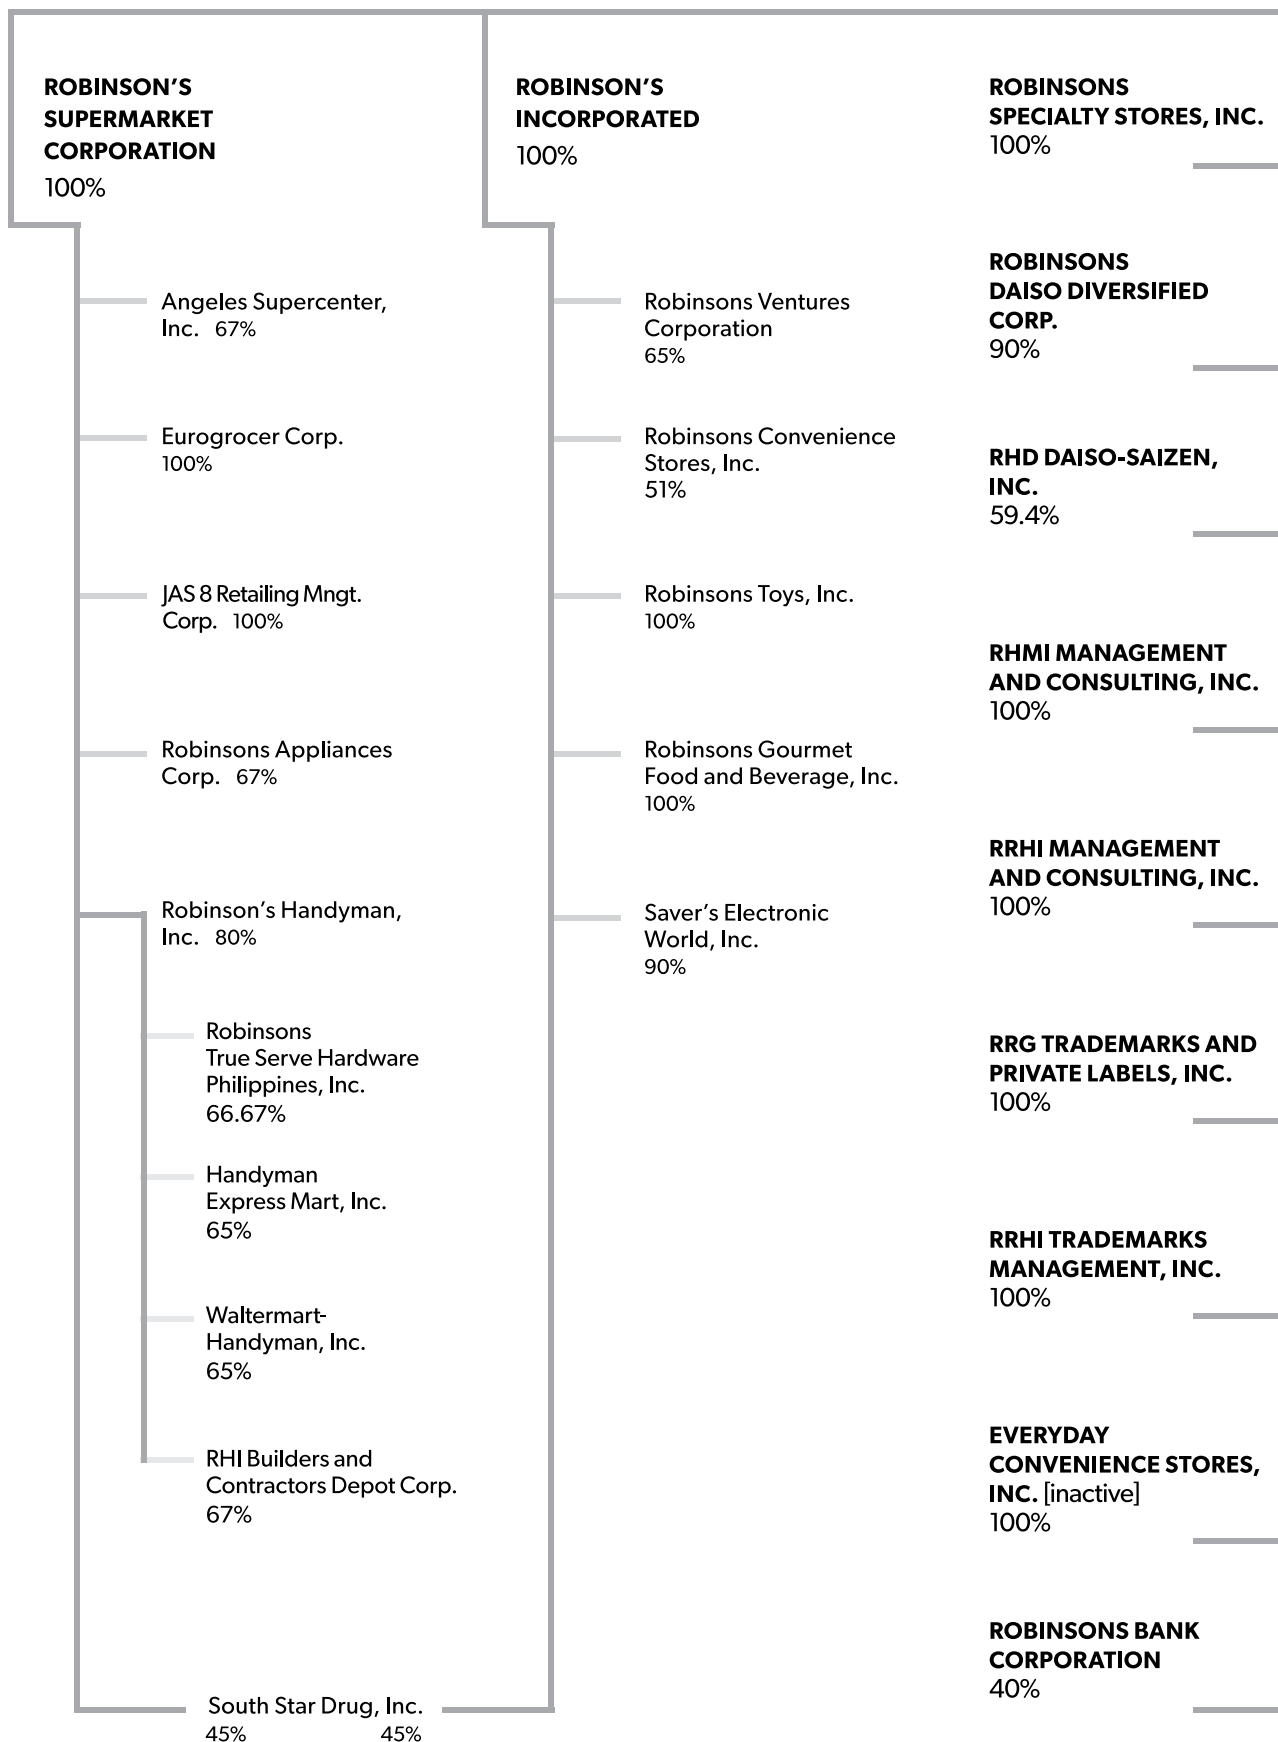 ROBINSON'S
SUPERMARKET
CORPORATION
100%
Angeles Supercenter,
Inc. 67%
Eurogrocer Corp.
100%
JAS 8 Retailing Mngt.
Corp. 100%
Robinsons Appliances
Corp. 67%
Robinson's Handyman,
Inc. 80%
Robinsons
True Serve Hardware
Philippines, Inc.
66.67%
Handyman
Express Mart, Inc.
65%
Waltermart-
Handyman, Inc.
65%
RHI Builders and
Contractors Depot Corp.
67%
South Star Drug, Inc.
45% 45%
ROBINSON'S
INCORPORATED
100%
Robinsons Ventures
Corporation
65%
Robinsons Convenience
Stores, Inc.
51%
Robinsons Toys, Inc.
100%
Robinsons Gourmet
Food and Beverage, Inc.
100%
Saver's Electronic
World, Inc.
90%
ROBINSONS
SPECIALTY STORES, INC.
100%
ROBINSONS
DAISO DIVERSIFIED
CORP.
90%
RHD DAISO-SAIZEN,
INC.
59.4%
RHMI MANAGEMENT
AND CONSULTING, INC.
100%
RRHI MANAGEMENT
AND CONSULTING, INC.
100%
RRG TRADEMARKS AND
PRIVATE LABELS, INC.
100%
RRHI TRADEMARKS
MANAGEMENT, INC.
100%
EVERYDAY
CONVENIENCE STORES,
INC. [inactive]
100%
ROBINSONS BANK
CORPORATION
40%